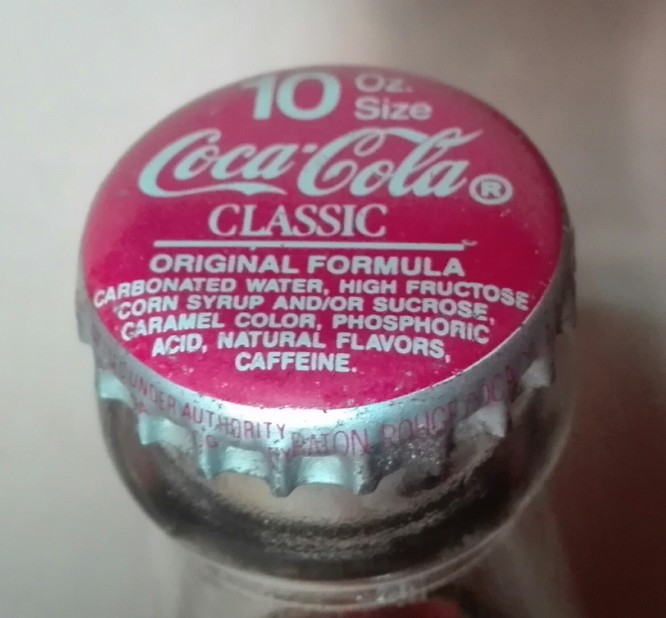 10 Oz.
Size
Coca-Cola ®
CLASSIC
ORIGINAL FORMULA
CARBONATED WATER, HIGH FRUCTOSE
CORN SYRUP AND/OR SUCROSE,
CARAMEL COLOR, PHOSPHORIC
ACID, NATURAL FLAVORS,
CAFFEINE.
UNDER AUTHORITY BATON ROUGE